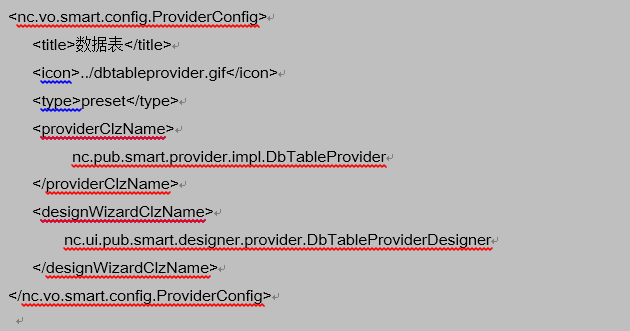 <nc.vo.smart.config.ProviderConfig>
<title>数据表</title>
<icon>../dbtableprovider.gif</icon>
<type>preset</type>
<providerClzName>
nc.pub.smart.provider.impl.DbTableProvider
</providerClzName>
<designWizardClzName>
nc.ui.pub.smart.designer.provider.DbTableProviderDesigner
</designWizardClzName>
</nc.vo.smart.config.ProviderConfig>